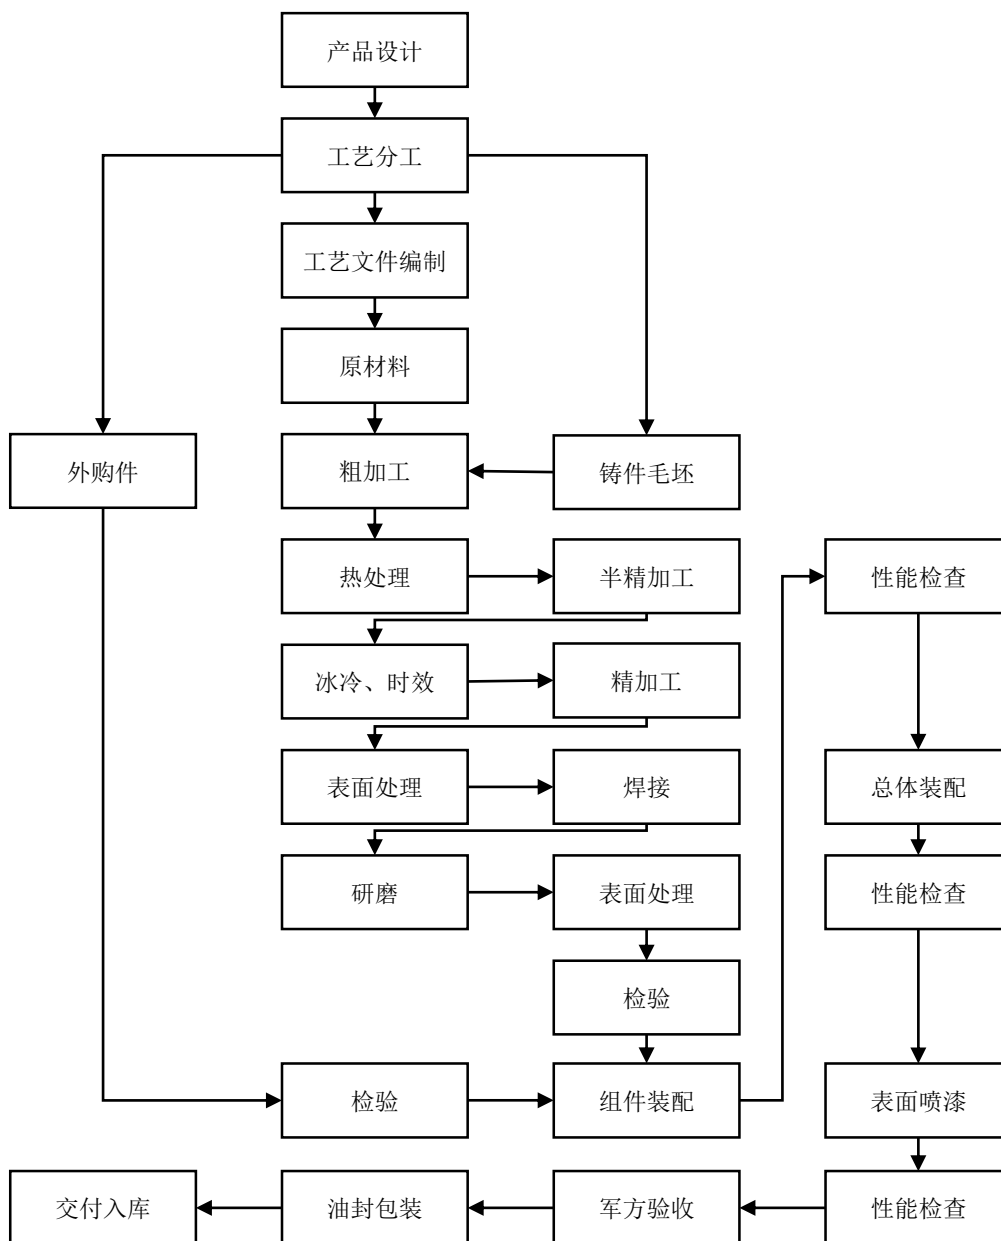 产品设计
工艺分工
工艺文件编制
原材料
外购件
粗加工
铸件毛坯
热处理
半精加工
性能检查
冰冷、时效
精加工
表面处理
焊接
总体装配
研磨
表面处理
性能检查
检验
检验
组件装配
表面喷漆
交付入库
油封包装
军方验收
性能检查